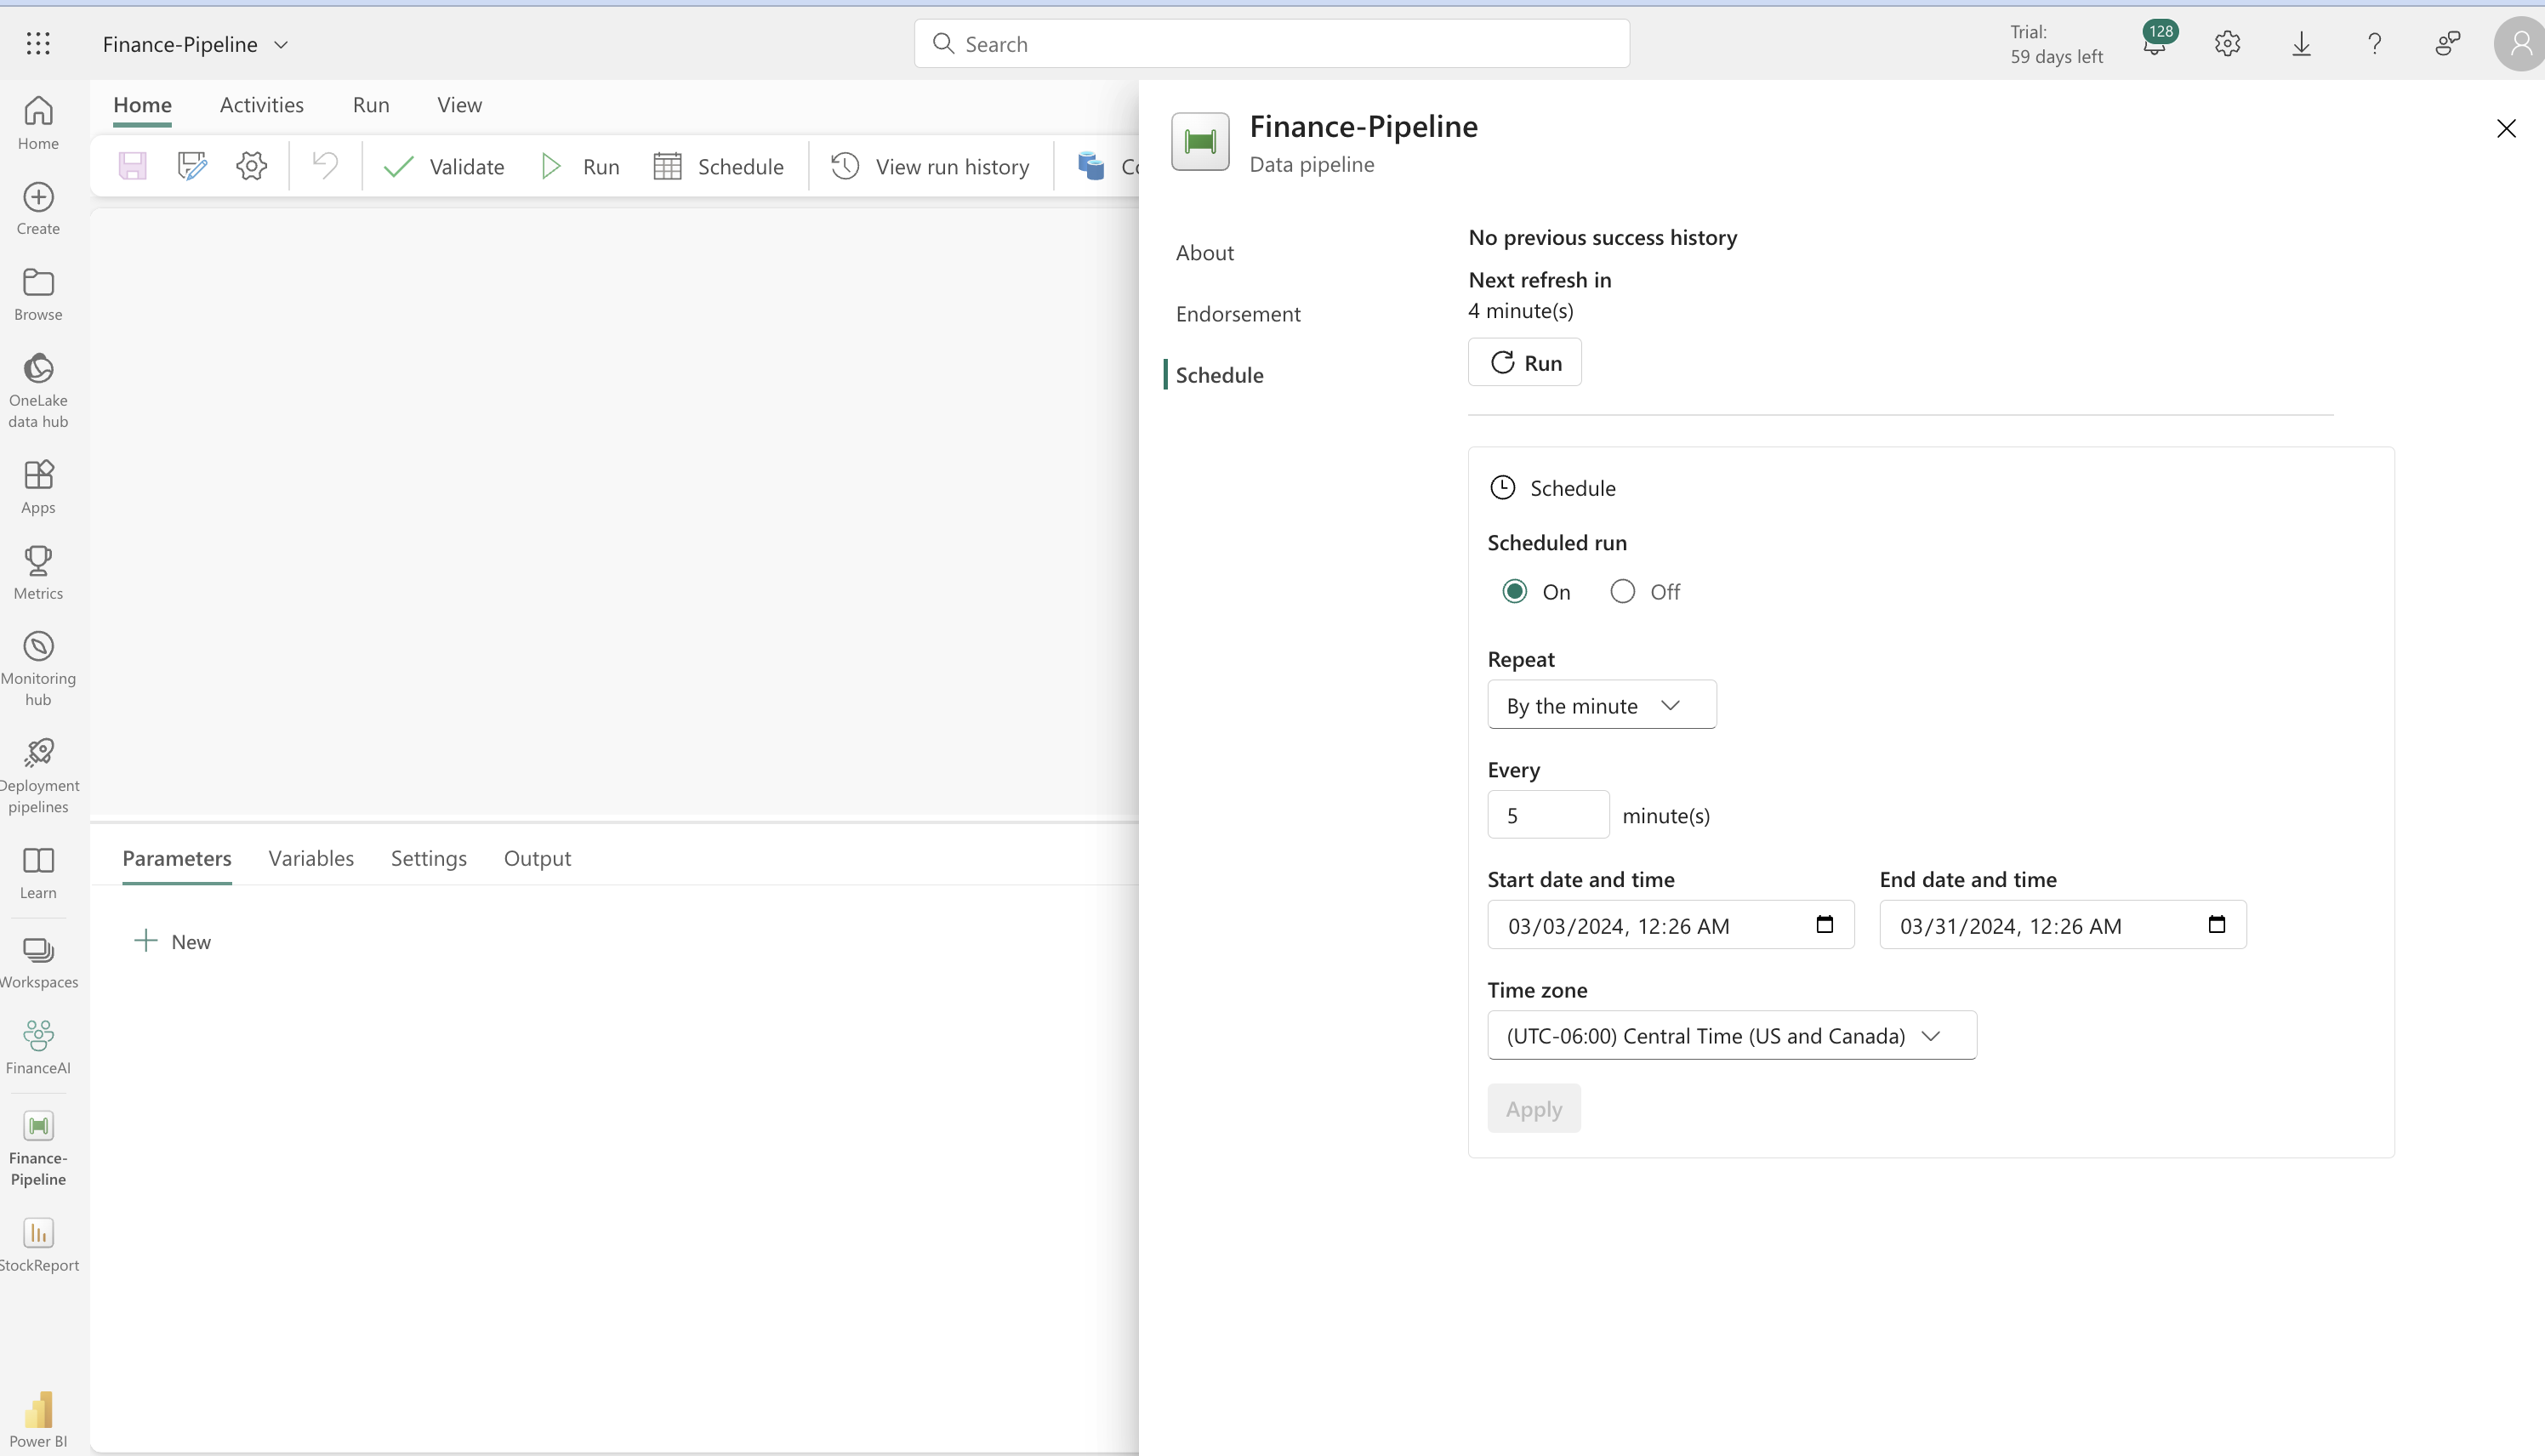 Finance-Pipeline
Search
Trial:
59 days left
128
Home
Create
Browse
OneLake
data hub
Apps
Metrics
Monitoring
hub
Deployment
pipelines
Learn
Workspaces
FinanceAI
Finance-
Pipeline
StockReport
Power BI
Home Activities Run View
Validate Run Schedule View run history Co
Parameters Variables Settings Output
New
Finance-Pipeline
Data pipeline
About
Endorsement
Schedule
No previous success history
Next refresh in
4 minute(s)
Run
Schedule
Scheduled run
On Off
Repeat
By the minute
Every
5 minute(s)
Start date and time End date and time
03/03/2024, 12:26 AM 03/31/2024, 12:26 AM
Time zone
(UTC-06:00) Central Time (US and Canada)
Apply